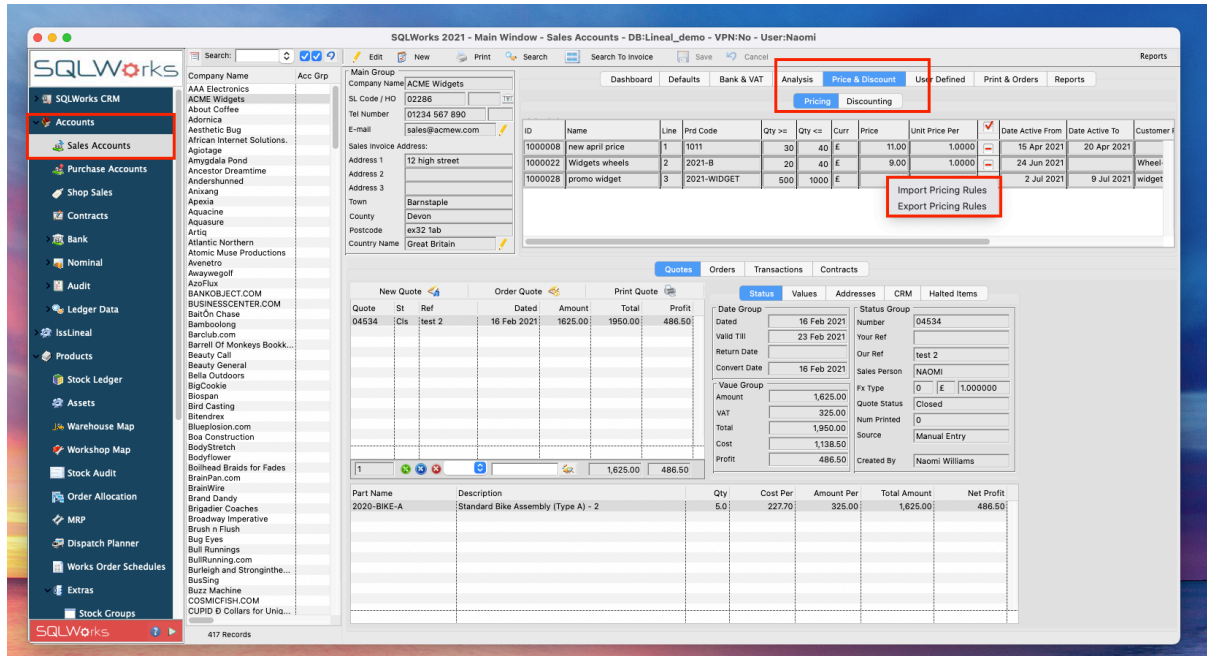 SQLWorks 2021 - Main Window - Sales Accounts - DB:Lineal_demo - VPN:No - User:Naomi
SQLWorks
Search:
Edit New Print Search Search To Invoice Save Cancel Reports
SQLWorks CRM
Accounts
Sales Accounts
Purchase Accounts
Shop Sales
Contracts
Bank
Nominal
Audit
Ledger Data
IssLineal
Products
Stock Ledger
Assets
Warehouse Map
Workshop Map
Stock Audit
Order Allocation
MRP
Dispatch Planner
Works Order Schedules
Extras
Stock Groups
SQLWorks
Company Name Acc Grp
AAA Electronics
ACME Widgets
About Coffee
Adornica
Aesthetic Bug
African Internet Solutions.
Agiotage
Amygdala Pond
Ancestor Dreamtime
Andershunned
Anixang
Apexia
Aquacine
Aquasure
Artiq
Atlantic Northern
Atomic Muse Productions
Avenetro
Awaywegolf
AzoFlux
BANKOBJECT.COM
BUSINESSCENTER.COM
BaitÔn Chase
Bamboolong
Barclub.com
Barrell Of Monkeys Bookk...
Beauty Call
Beauty General
Bella Outdoors
BigCookie
Biospan
Bird Casting
Bitendrex
Blueplosion.com
Boa Construction
BodyStretch
Bodyflower
Boilhead Braids for Fades
BrainPan.com
BrainWire
Brand Dandy
Brigadier Coaches
Broadway Imperative
Brush n Flush
Bug Eyes
Bull Runnings
BullRunning.com
Burleigh and Stronginthe...
BusSing
Buzz Machine
COSMICFISH.COM
CUPID Ð Collars for Uniq...
417 Records
Main Group
Company Name ACME Widgets
SL Code / HO 02286
Tel Number 01234 567 890
E-mail sales@acmew.com
Sales Invoice Address:
Address 1 12 high street
Address 2
Address 3
Town Barnstaple
County Devon
Postcode ex32 1ab
Country Name Great Britain
Dashboard Defaults Bank & VAT Analysis Price & Discount User Defined Print & Orders Reports
Pricing Discounting
ID Name Line Prd Code Qty >= Qty <= Curr Price Unit Price Per Date Active From Date Active To Customer
1000008 new april price 1 1011 30 40 £ 11.00 1.0000 15 Apr 2021 20 Apr 2021
1000022 Widgets wheels 2 2021-B 20 40 £ 9.00 1.0000 24 Jun 2021 Wheel-
1000028 promo widget 3 2021-WIDGET 500 1000 £ 2 Jul 2021 9 Jul 2021 widget
Import Pricing Rules
Export Pricing Rules
Quotes Orders Transactions Contracts
New Quote Order Quote Print Quote
Quote St Ref Dated Amount Total Profit
04534 Cls test 2 16 Feb 2021 1625.00 1950.00 486.50
1 1,625.00 486.50
Status Values Addresses CRM Halted Items
Date Group
Dated 16 Feb 2021
Valid Till 23 Feb 2021
Return Date
Convert Date 16 Feb 2021
Vaue Group
Amount 1,625.00
VAT 325.00
Total 1,950.00
Cost 1,138.50
Profit 486.50
Status Group
Number 04534
Your Ref
Our Ref test 2
Sales Person NAOMI
Fx Type 0 £ 1.000000
Quote Status Closed
Num Printed 0
Source Manual Entry
Created By Naomi Williams
Part Name Description Qty Cost Per Amount Per Total Amount Net Profit
2020-BIKE-A Standard Bike Assembly (Type A) - 2 5.0 227.70 325.00 1,625.00 486.50